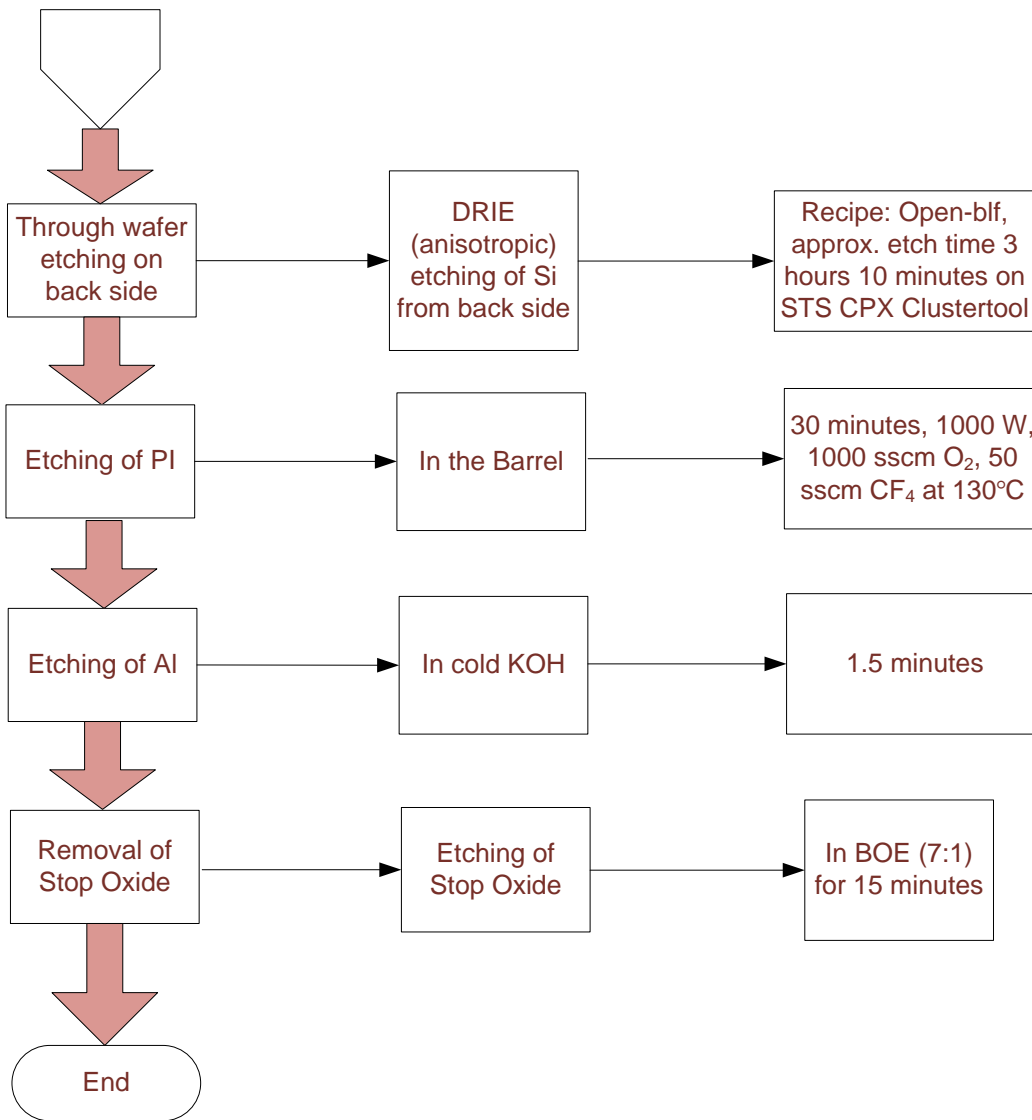 Through wafer
etching on
back side
DRIE
(anisotropic)
etching of Si
from back side
Recipe: Open-blf,
approx. etch time 3
hours 10 minutes on
STS CPX Clustertool
Etching of PI
In the Barrel
30 minutes, 1000 W,
1000 sscm O₂, 50
sscm CF₄ at 130°C
Etching of Al
In cold KOH
1.5 minutes
Removal of
Stop Oxide
Etching of
Stop Oxide
In BOE (7:1)
for 15 minutes
End